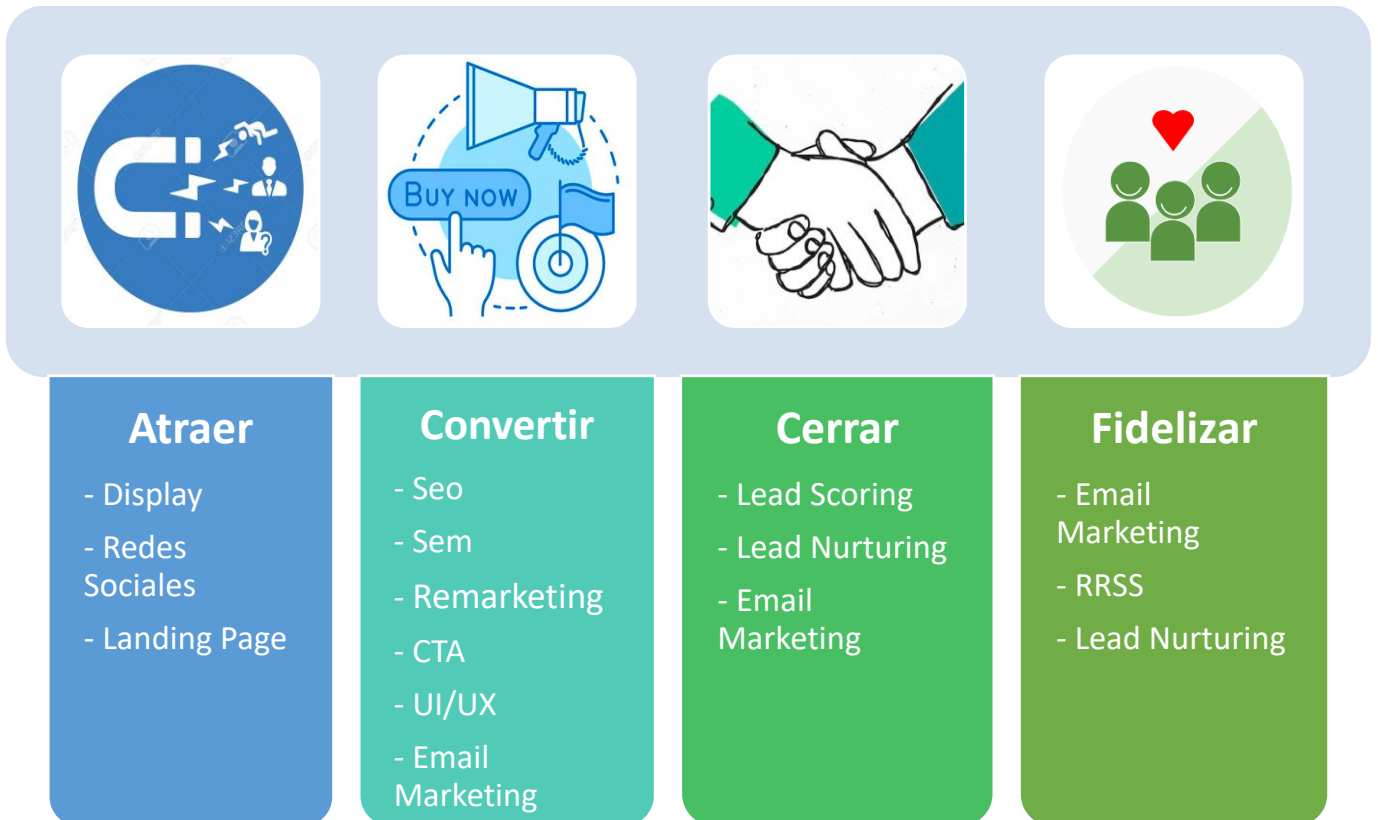 BUY NOW
Atraer
- Display
- Redes
Sociales
- Landing Page
Convertir
- Seo
- Sem
- Remarketing
- CTA
- UI/UX
- Email
Marketing
Cerrar
- Lead Scoring
- Lead Nurturing
- Email
Marketing
Fidelizar
- Email
Marketing
- RRSS
- Lead Nurturing